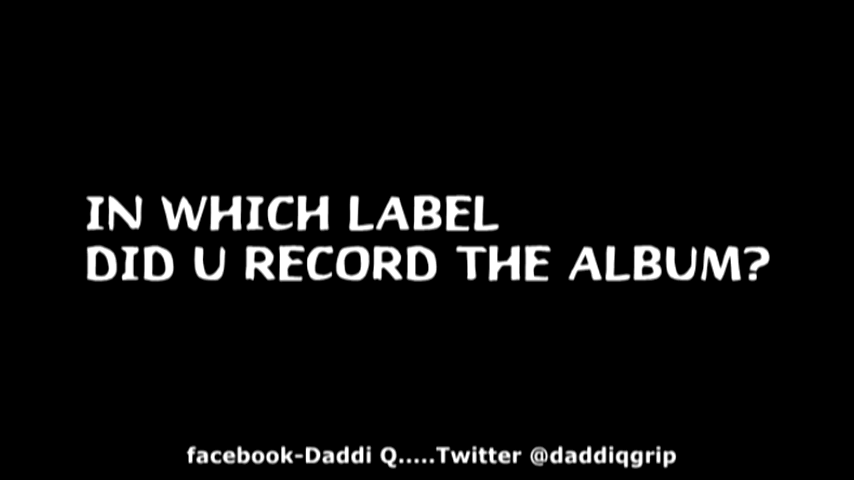 IN WHICH LABEL
DID U RECORD THE ALBUM?
facebook-Daddi Q.....Twitter @daddiqgrip